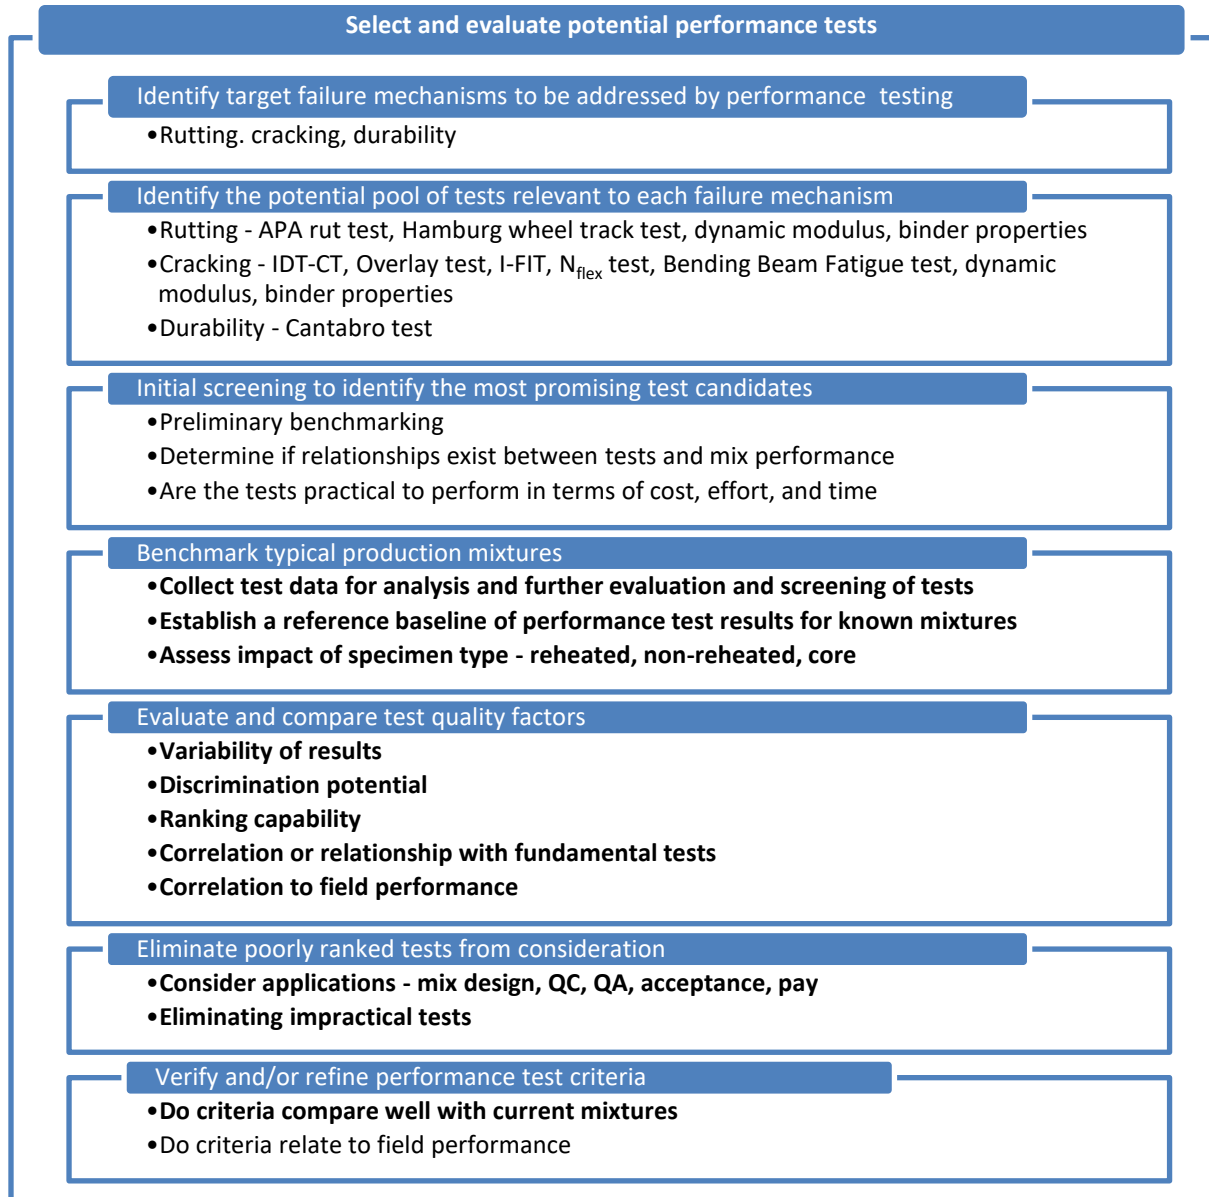 Select and evaluate potential performance tests
Identify target failure mechanisms to be addressed by performance  testing
•Rutting. cracking, durability
Identify the potential pool of tests relevant to each failure mechanism
•Rutting - APA rut test, Hamburg wheel track test, dynamic modulus, binder properties
•Cracking - IDT-CT, Overlay test, I-FIT, Nflex test, Bending Beam Fatigue test, dynamic
modulus, binder properties
•Durability - Cantabro test
Initial screening to identify the most promising test candidates
•Preliminary benchmarking
•Determine if relationships exist between tests and mix performance
•Are the tests practical to perform in terms of cost, effort, and time
Benchmark typical production mixtures
•Collect test data for analysis and further evaluation and screening of tests
•Establish a reference baseline of performance test results for known mixtures
•Assess impact of specimen type - reheated, non-reheated, core
Evaluate and compare test quality factors
•Variability of results
•Discrimination potential
•Ranking capability
•Correlation or relationship with fundamental tests
•Correlation to field performance
Eliminate poorly ranked tests from consideration
•Consider applications - mix design, QC, QA, acceptance, pay
•Eliminating impractical tests
Verify and/or refine performance test criteria
•Do criteria compare well with current mixtures
•Do criteria relate to field performance